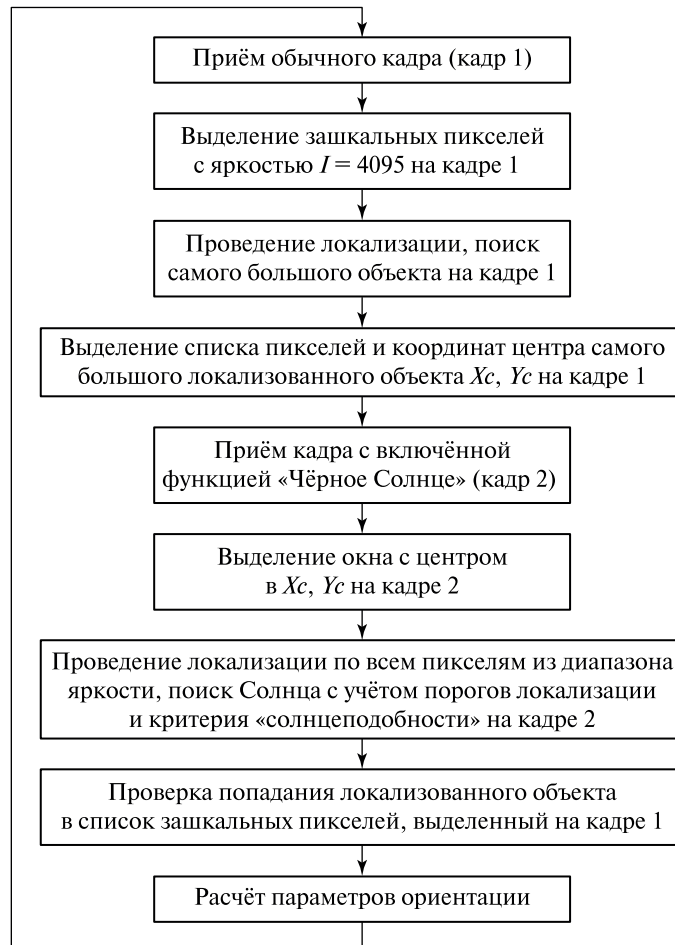 Приём обычного кадра (кадр 1)
Выделение зашкальных пикселей
с яркостью I = 4095 на кадре 1
Проведение локализации, поиск
самого большого объекта на кадре 1
Выделение списка пикселей и координат центра самого
большого локализованного объекта Xc, Yc на кадре 1
Приём кадра с включённой
функцией «Чёрное Солнце» (кадр 2)
Выделение окна с центром
в Xc, Yc на кадре 2
Проведение локализации по всем пикселям из диапазона
яркости, поиск Солнца с учётом порогов локализации
и критерия «солнцеподобности» на кадре 2
Проверка попадания локализованного объекта
в список зашкальных пикселей, выделенный на кадре 1
Расчёт параметров ориентации